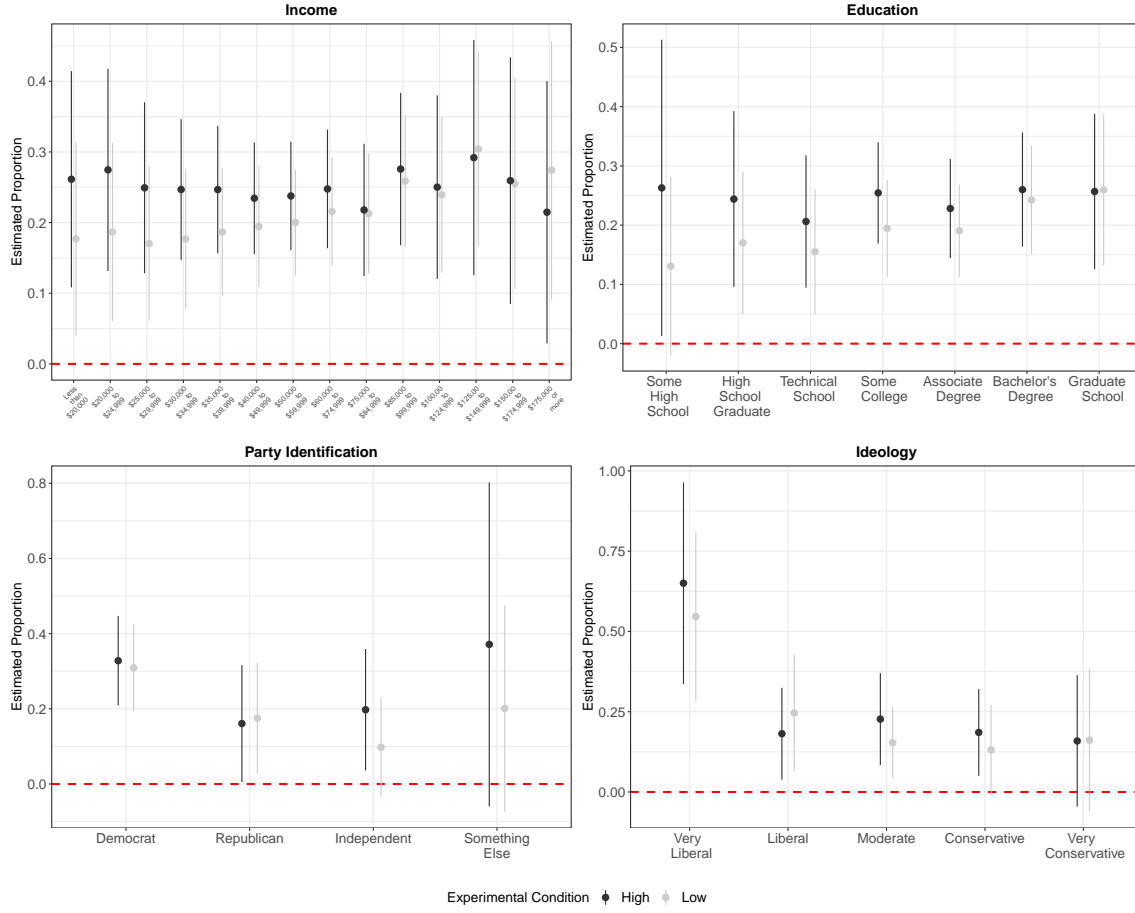 Income
Estimated Proportion
0.4
0.3
0.2
0.1
0.0
Less
than
$20,000
$20,000
to
$24,999
$25,000
to
$29,999
$30,000
to
$34,999
$35,000
to
$39,999
$40,000
to
$49,999
$50,000
to
$59,999
$60,000
to
$74,999
$75,000
to
$84,999
$85,000
to
$99,999
$100,00
to
$124,999
$125,00
to
$149,999
$150,00
to
$174,999
$175,000
or
more
Education
Estimated Proportion
0.5
0.4
0.3
0.2
0.1
0.0
Some
High
School
High
School
Graduate
Technical
School
Some
College
Associate
Degree
Bachelor's
Degree
Graduate
School
Party Identification
Estimated Proportion
0.8
0.6
0.4
0.2
0.0
Democrat
Republican
Independent
Something
Else
Ideology
Estimated Proportion
1.00
0.75
0.50
0.25
0.00
Very
Liberal
Liberal
Moderate
Conservative
Very
Conservative
Experimental Condition High Low